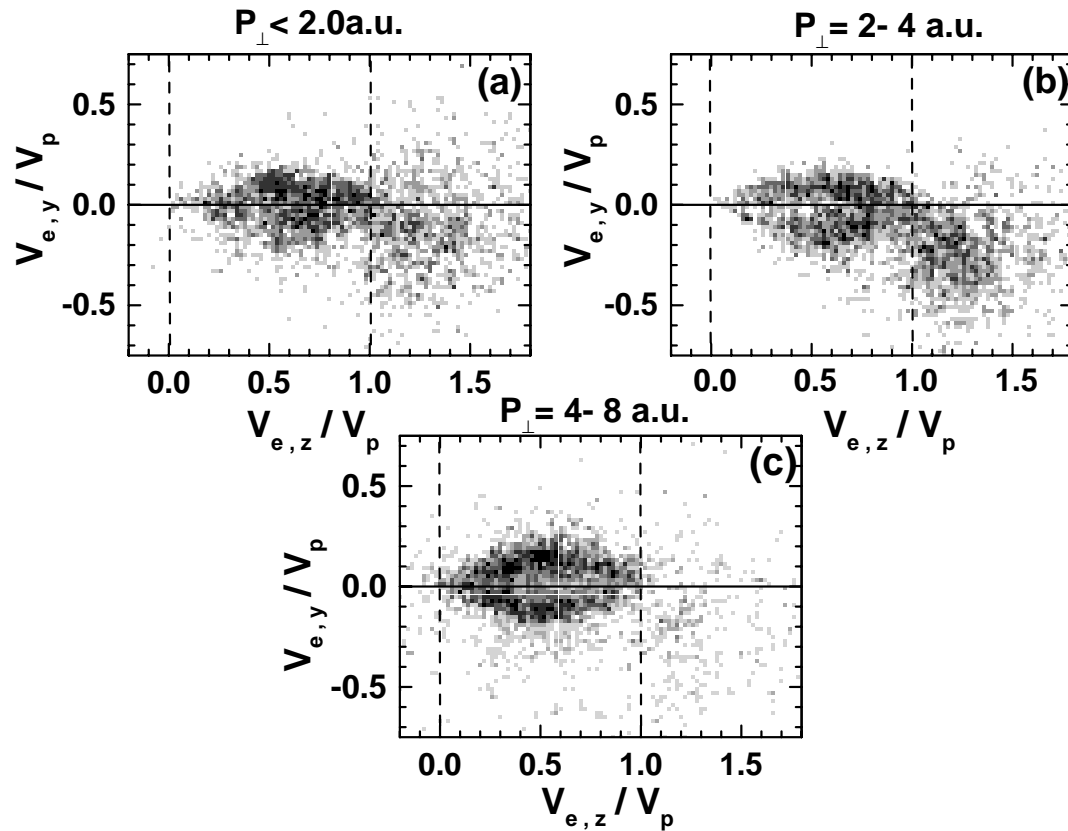 P⊥< 2.0a.u.
(a)
0.5
0.0
-0.5
V e , y / V p
0.0 0.5 1.0 1.5
V e , z / V p
P⊥= 2- 4 a.u.
(b)
0.5
0.0
-0.5
V e , y / V p
0.0 0.5 1.0 1.5
V e , z / V p
P⊥= 4- 8 a.u.
(c)
0.5
0.0
-0.5
V e , y / V p
0.0 0.5 1.0 1.5
V e , z / V p